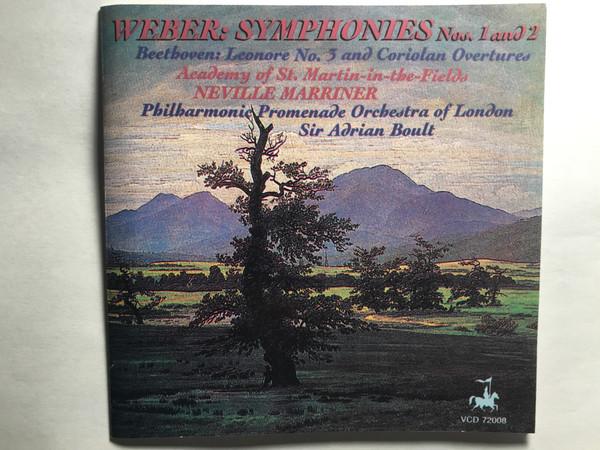 WEBER: SYMPHONIES Nos. 1 and 2
Beethoven: Leonore No. 3 and Coriolan Overtures
Academy of St. Martin-in-the-Fields
NEVILLE MARRINER
Philharmonic Promenade Orchestra of London
Sir Adrian Boult
VCD 72008